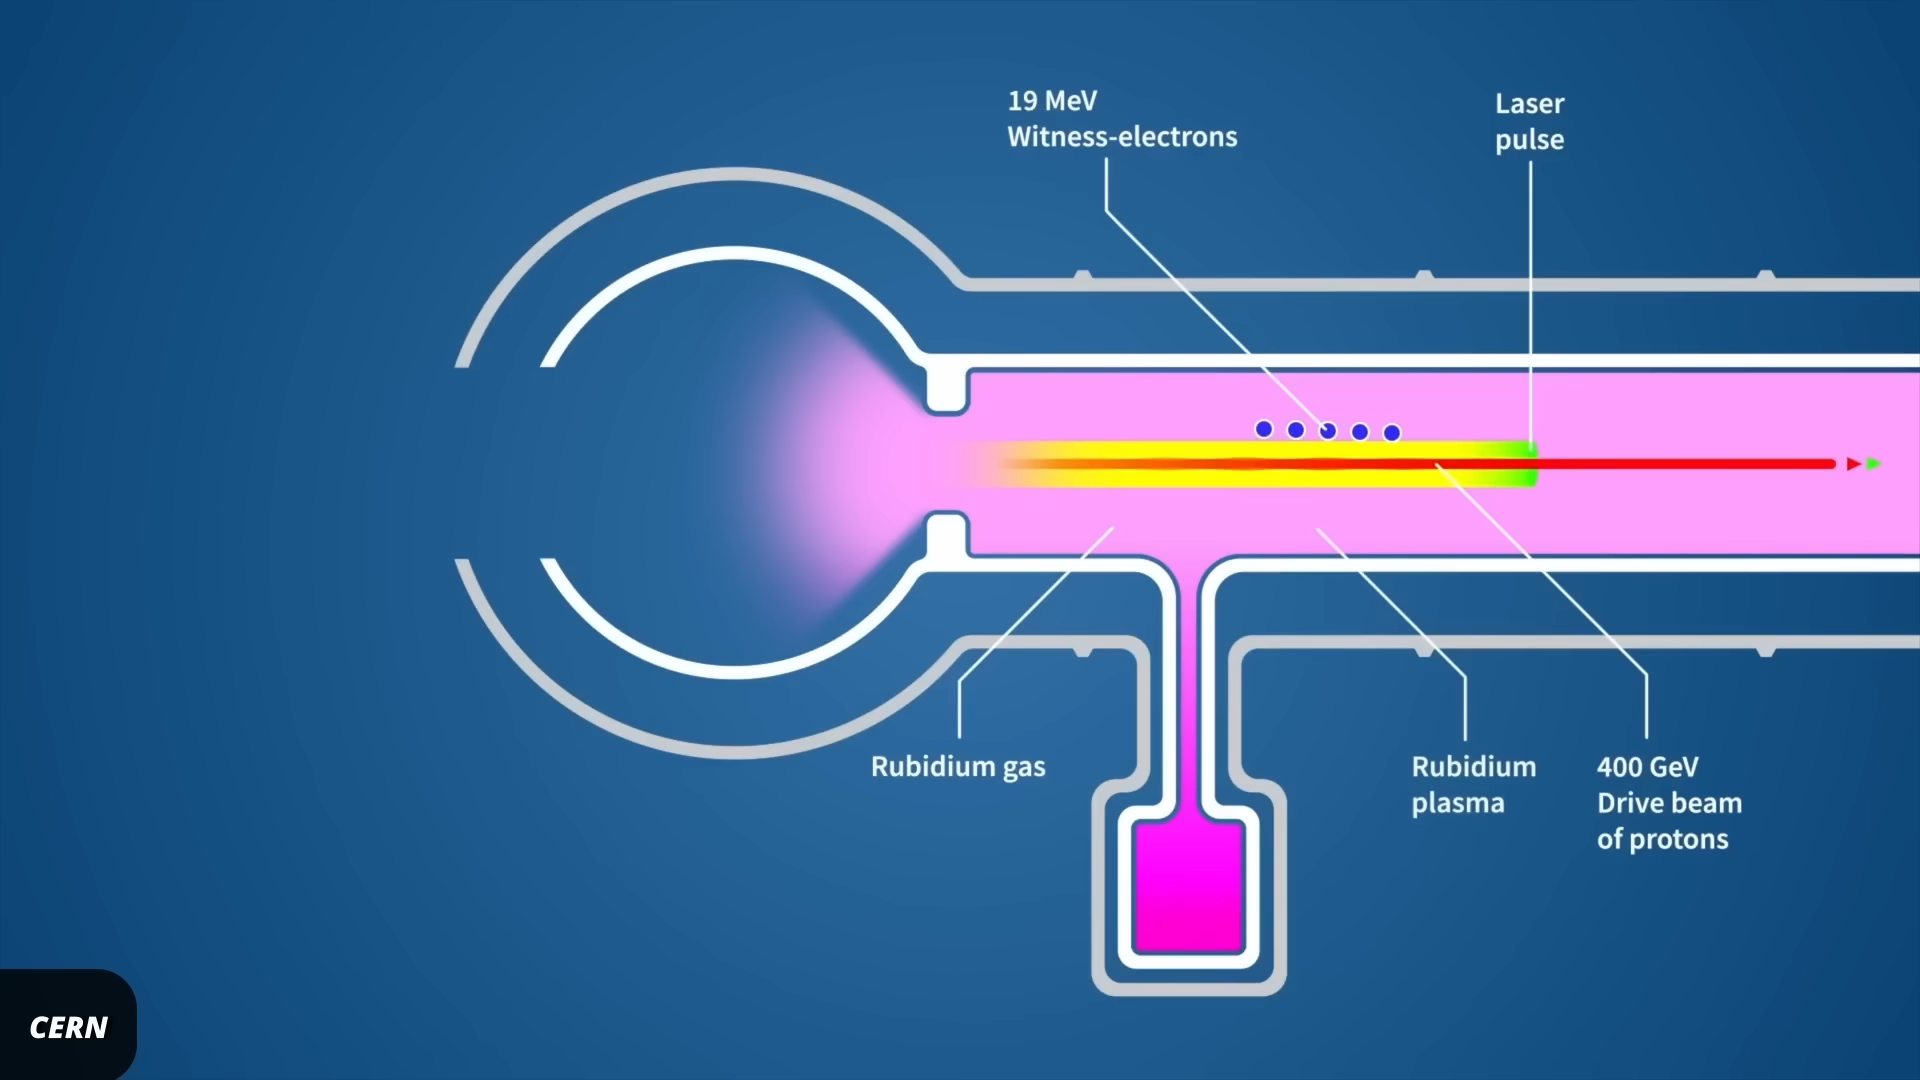 19 MeV
Witness-electrons
Laser
pulse
Rubidium gas
Rubidium
plasma
400 GeV
Drive beam
of protons
CERN